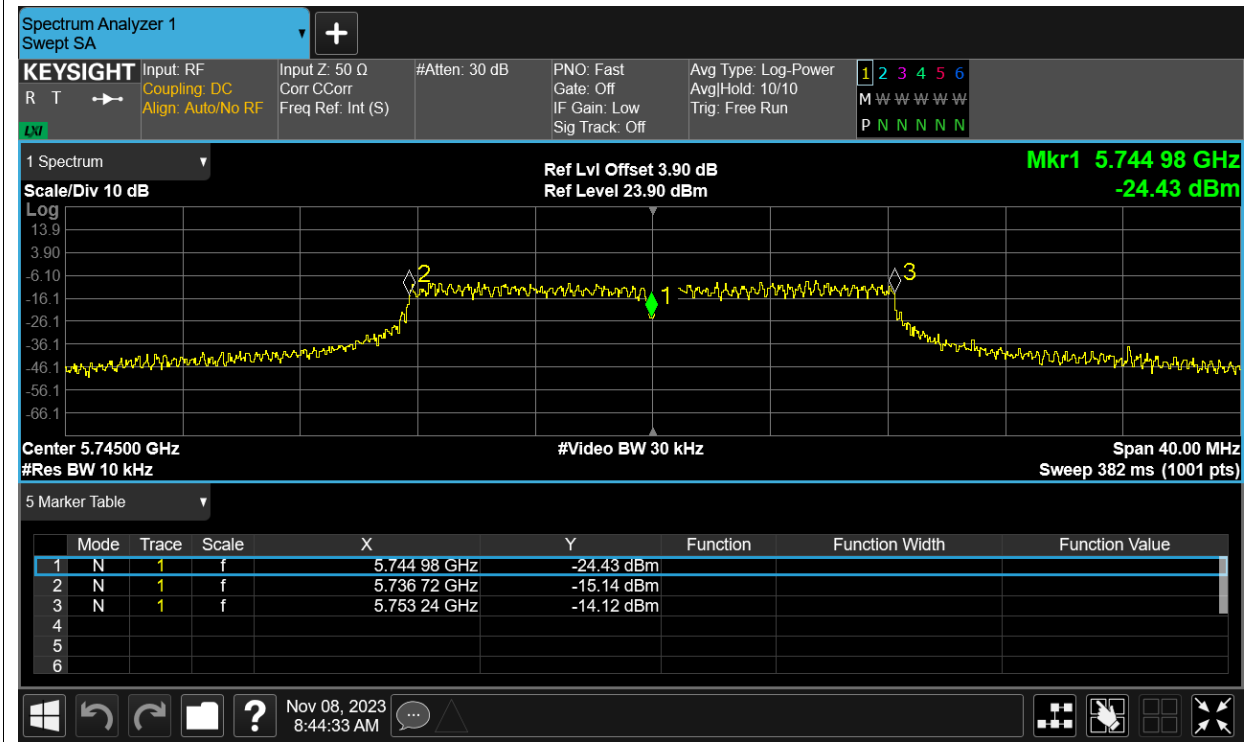 Spectrum Analyzer 1
Swept SA
+
KEYSIGHT
R T
LXI
Input: RF
Coupling: DC
Align: Auto/No RF
Input Z: 50 Ω
Corr CCorr
Freq Ref: Int (S)
#Atten: 30 dB
PNO: Fast
Gate: Off
IF Gain: Low
Sig Track: Off
Avg Type: Log-Power
Avg|Hold: 10/10
Trig: Free Run
1 2 3 4 5 6
M W W W W W
P N N N N N
1 Spectrum
Scale/Div 10 dB
Ref Lvl Offset 3.90 dB
Ref Level 23.90 dBm
Mkr1 5.744 98 GHz
-24.43 dBm
Log
13.9
3.90
-6.10
-16.1
-26.1
-36.1
-46.1
-56.1
-66.1
2
1
3
Center 5.74500 GHz
#Video BW 30 kHz
Span 40.00 MHz
#Res BW 10 kHz
Sweep 382 ms (1001 pts)
5 Marker Table
Mode Trace Scale X Y Function Function Width Function Value
1 N 1 f 5.744 98 GHz -24.43 dBm
2 N 1 f 5.736 72 GHz -15.14 dBm
3 N 1 f 5.753 24 GHz -14.12 dBm
4
5
6
?
Nov 08, 2023
8:44:33 AM